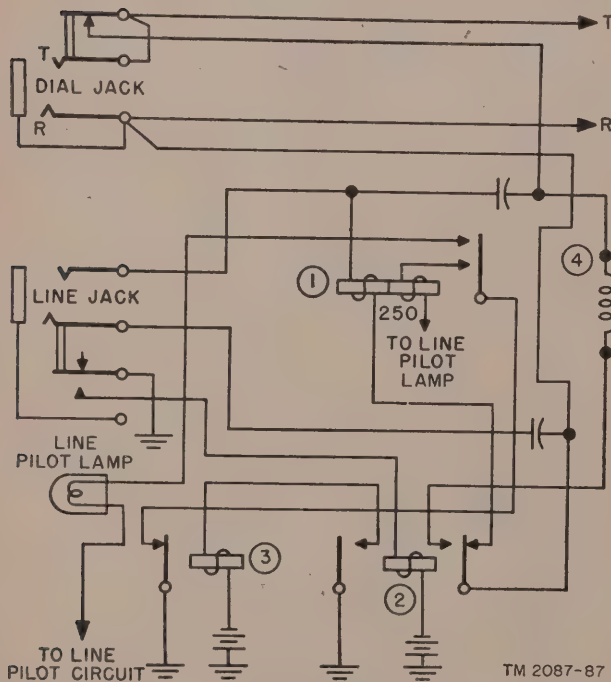 T
T
DIAL JACK
R
R
4
1
LINE JACK
250
TO LINE
PILOT
LAMP
LINE
PILOT LAMP
3
2
TO LINE
PILOT CIRCUIT
TM 2087-87